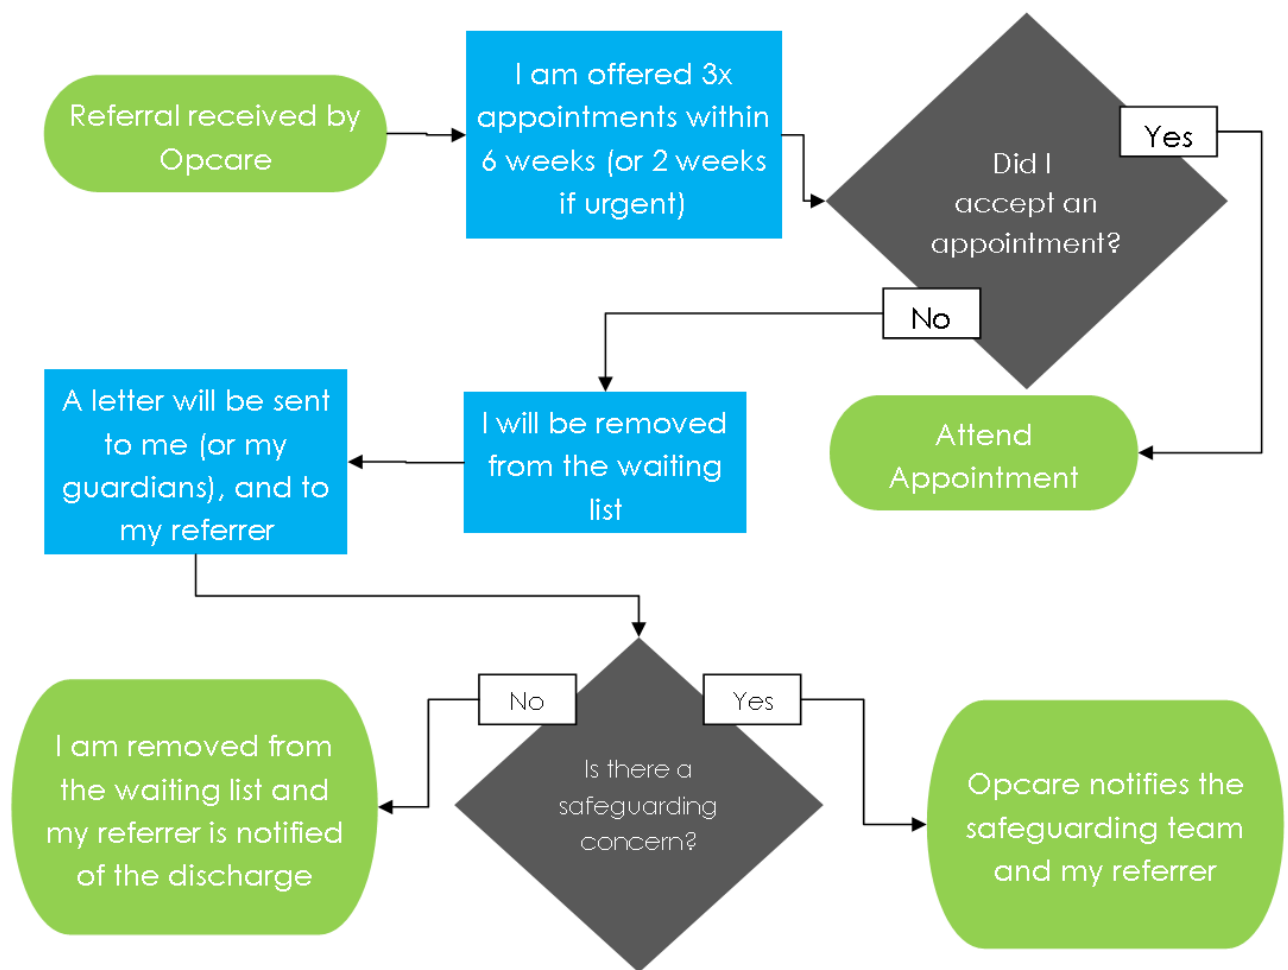 Referral received by
Opcare
I am offered 3x
appointments within
6 weeks (or 2 weeks
if urgent)
Did I
accept an
appointment?
Yes
No
Attend
Appointment
I will be removed
from the waiting
list
A letter will be sent
to me (or my
guardians), and to
my referrer
Is there a
safeguarding
concern?
No
Yes
I am removed from
the waiting list and
my referrer is notified
of the discharge
Opcare notifies the
safeguarding team
and my referrer